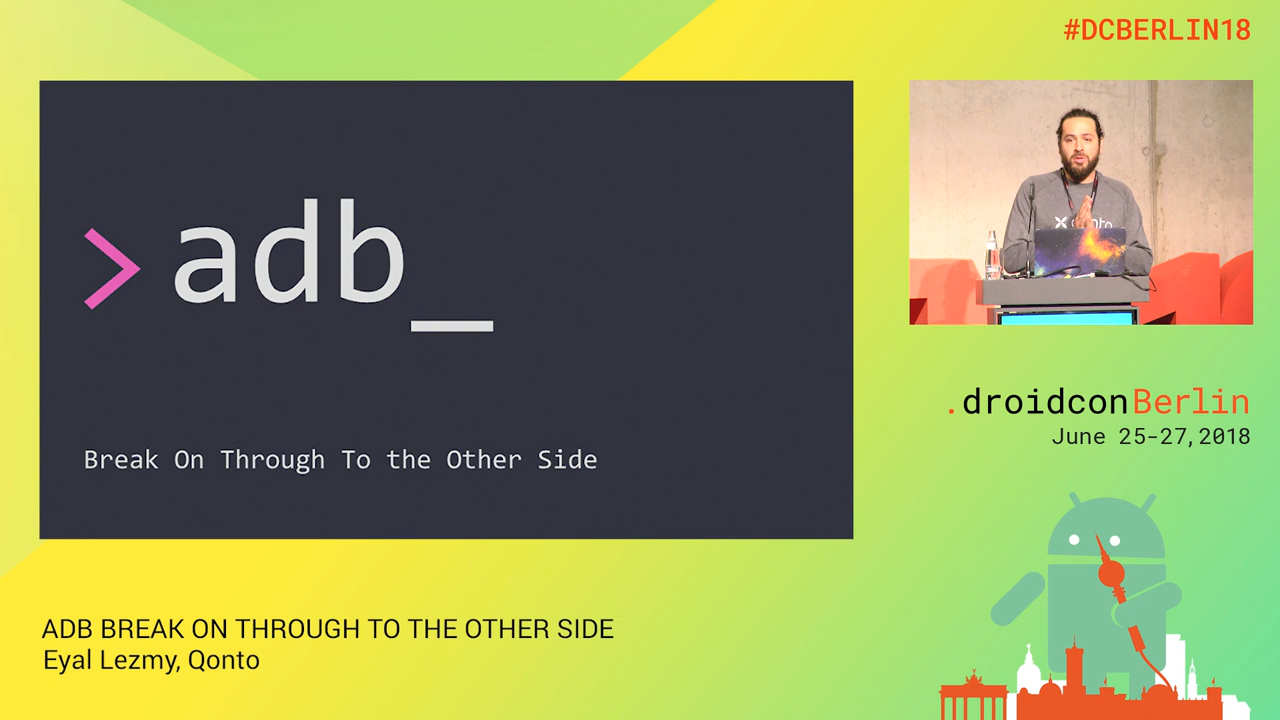 #DCBERLIN18
> adb_
Break On Through To the Other Side
.droidconBerlin
June 25-27,2018
ADB BREAK ON THROUGH TO THE OTHER SIDE
Eyal Lezmy, Qonto